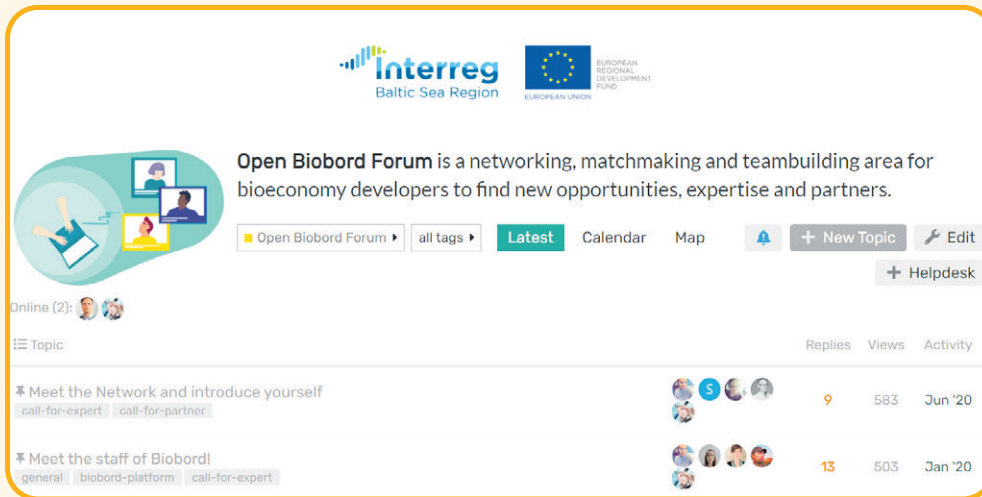 Interreg
Baltic Sea Region
EUROPEAN UNION
EUROPEAN
REGIONAL
DEVELOPMENT
FUND
Open Biobord Forum is a networking, matchmaking and teambuilding area for
bioeconomy developers to find new opportunities, expertise and partners.
Open Biobord Forum all tags Latest Calendar Map + New Topic Edit
+ Helpdesk
Online (2):
Topic Replies Views Activity
Meet the Network and introduce yourself
call-for-expert call-for-partner
S
9 583 Jun '20
Meet the staff of Biobord!
general biobord-platform call-for-expert
13 503 Jan '20